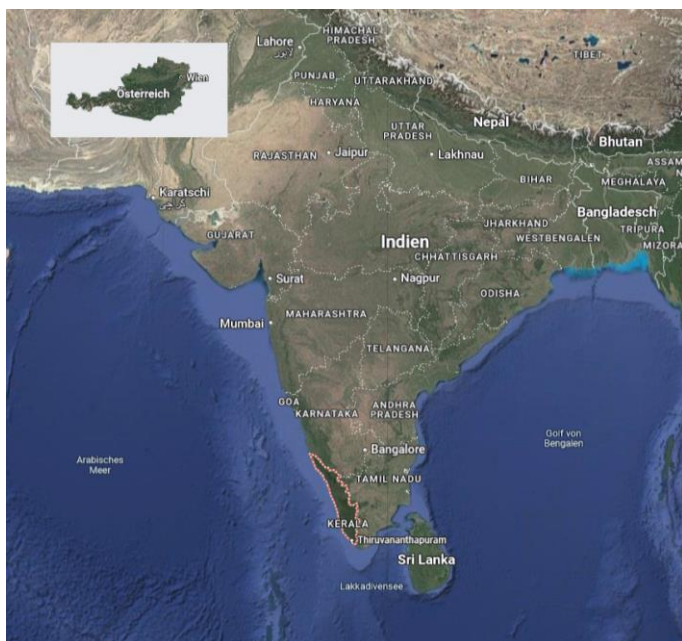 HIMACHAL
PRADESH
Lahore
لاہور
TIBET
Wien
Österreich
PUNJAB
UTTARAKHAND
HARYANA
Nepal
UTTAR
PRADESH
Bhutan
RAJASTHAN
Jaipur
Lakhnau
ASSAM
BIHAR
MEGHALAYA
Karatschi
کراچی
Bangladesch
GUJARAT
JHARKHAND
TRIPURA
Indien
WESTBENGALEN
MIZORA
CHHATTISGARH
Surat
Nagpur
ODISHA
MAHARASHTRA
Mumbai
TELANGANA
GOA
KARNATAKA
ANDHRA
PRADESH
Golf von
Bengalen
Bangalore
Arabisches
Meer
TAMIL NADU
KERALA
Thiruvananthapuram
Sri Lanka
Lakkadivensee